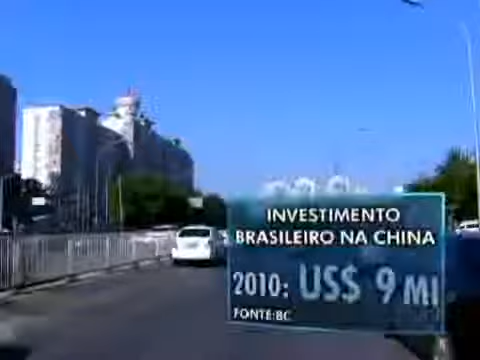 INVESTIMENTO
BRASILEIRO NA CHINA
2010: US$ 9 MI
FONTE:BC